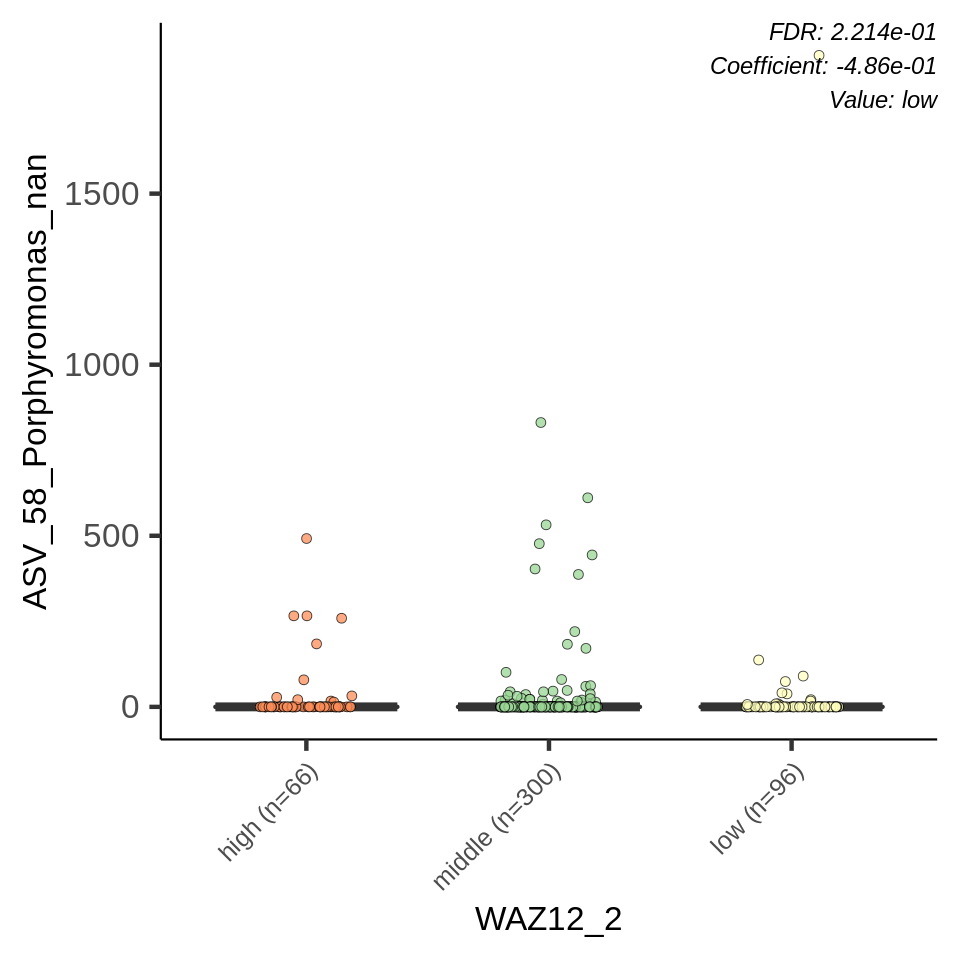 FDR: 2.214e-01
Coefficient: -4.86e-01
Value: low
ASV_58_Porphyromonas_nan
1500
1000
500
0
high (n=66)
middle (n=300)
low (n=96)
WAZ12_2